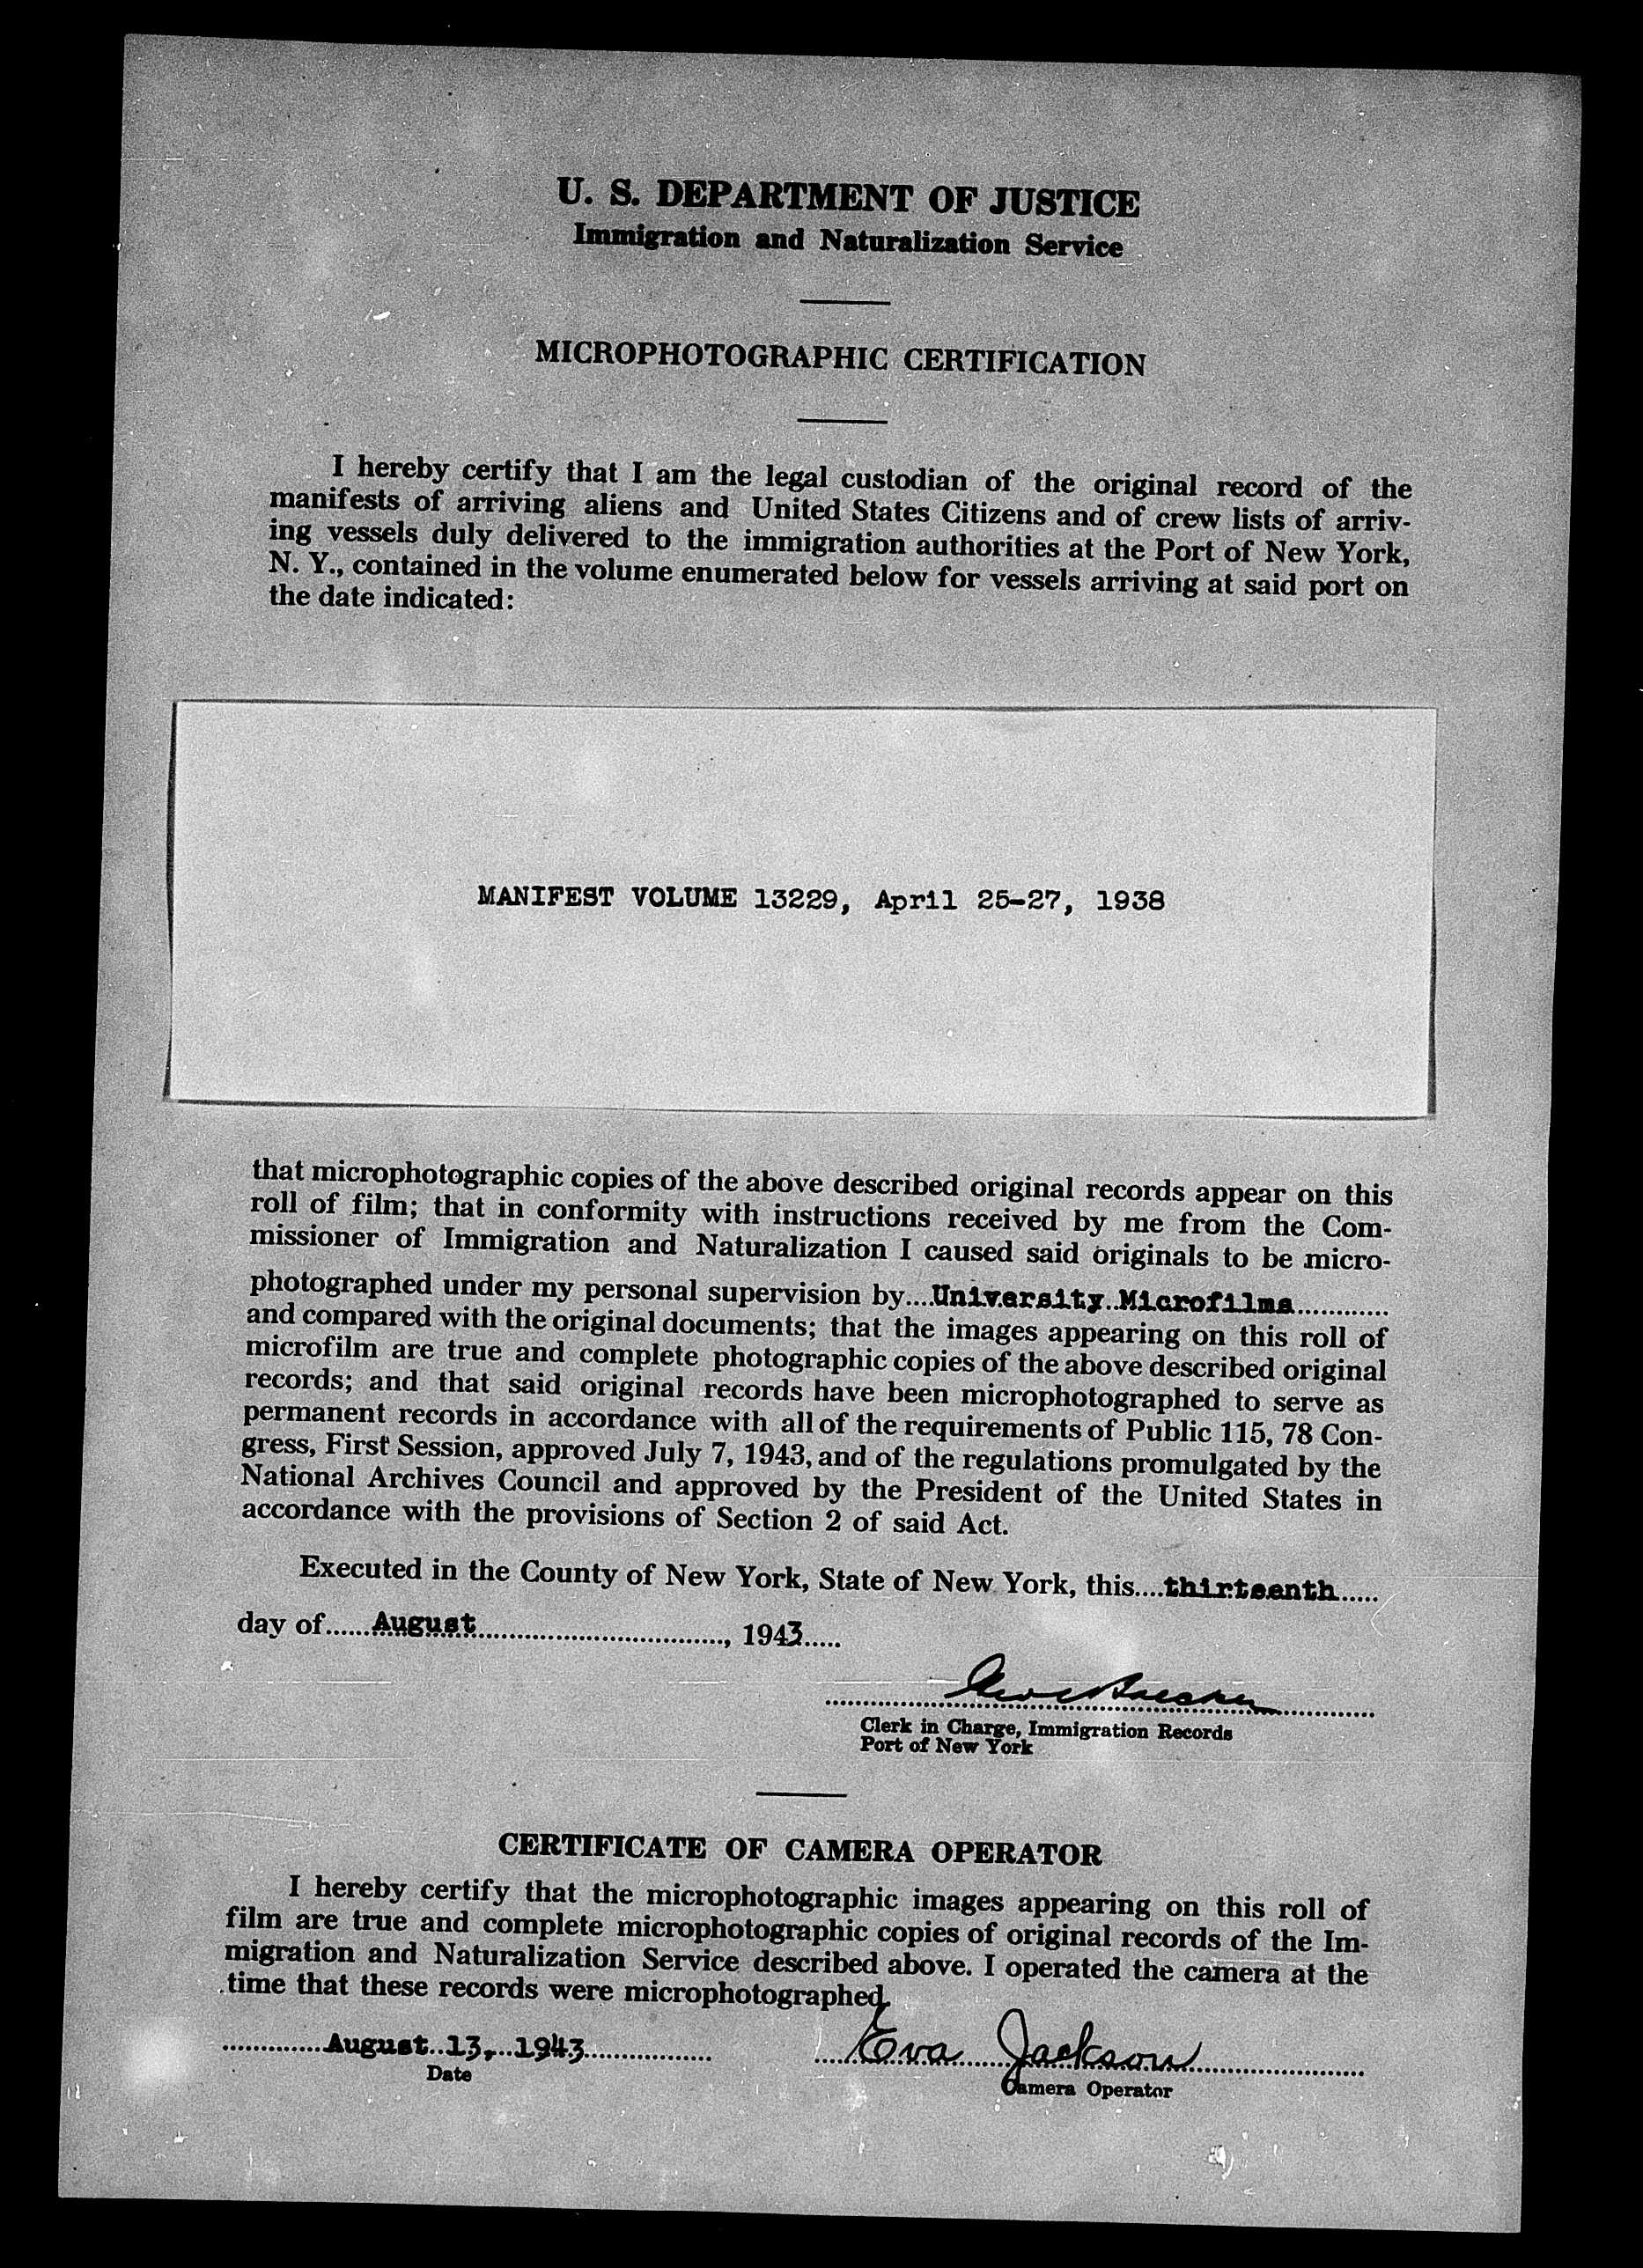 U. S. DEPARTMENT OF JUSTICE
Immigration and Naturalization Service
MICROPHOTOGRAPHIC CERTIFICATION
I hereby certify that I am the legal custodian of the original record of the
manifests of arriving aliens and United States Citizens and of crew lists of arriv-
ing vessels duly delivered to the immigration authorities at the Port of New York,
N. Y., contained in the volume enumerated below for vessels arriving at said port on
the date indicated:
MANIFEST VOLUME 13229, April 25-27, 1938
that microphotographic copies of the above described original records appear on this
roll of film; that in conformity with instructions received by me from the Com-
missioner of Immigration and Naturalization I caused said originals to be micro-
photographed under my personal supervision by....University Microfilms............
and compared with the original documents; that the images appearing on this roll of
microfilm are true and complete photographic copies of the above described original
records; and that said original records have been microphotographed to serve as
permanent records in accordance with all of the requirements of Public 115, 78 Con-
gress, First Session, approved July 7, 1943, and of the regulations promulgated by the
National Archives Council and approved by the President of the United States in
accordance with the provisions of Section 2 of said Act.
Executed in the County of New York, State of New York, this....thirteenth.....
day of......August......................................, 1943.....
Clerk in Charge, Immigration Records
Port of New York
CERTIFICATE OF CAMERA OPERATOR
I hereby certify that the microphotographic images appearing on this roll of
film are true and complete microphotographic copies of original records of the Im-
migration and Naturalization Service described above. I operated the camera at the
time that these records were microphotographed.
August 13, 1943 Eva Jackson
Date Camera Operator